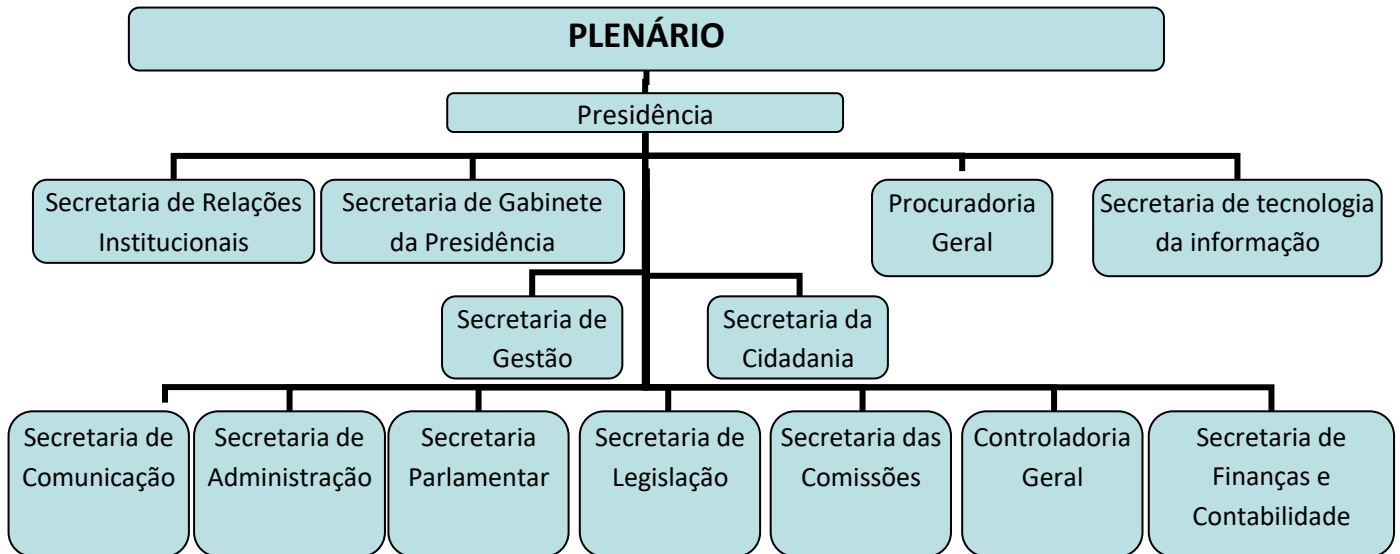 PLENÁRIO
Presidência
Secretaria de Relações
Institucionais
Secretaria de Gabinete
da Presidência
Procuradoria
Geral
Secretaria de tecnologia
da informação
Secretaria de
Gestão
Secretaria da
Cidadania
Secretaria de
Comunicação
Secretaria de
Administração
Secretaria
Parlamentar
Secretaria de
Legislação
Secretaria das
Comissões
Controladoria
Geral
Secretaria de
Finanças e
Contabilidade